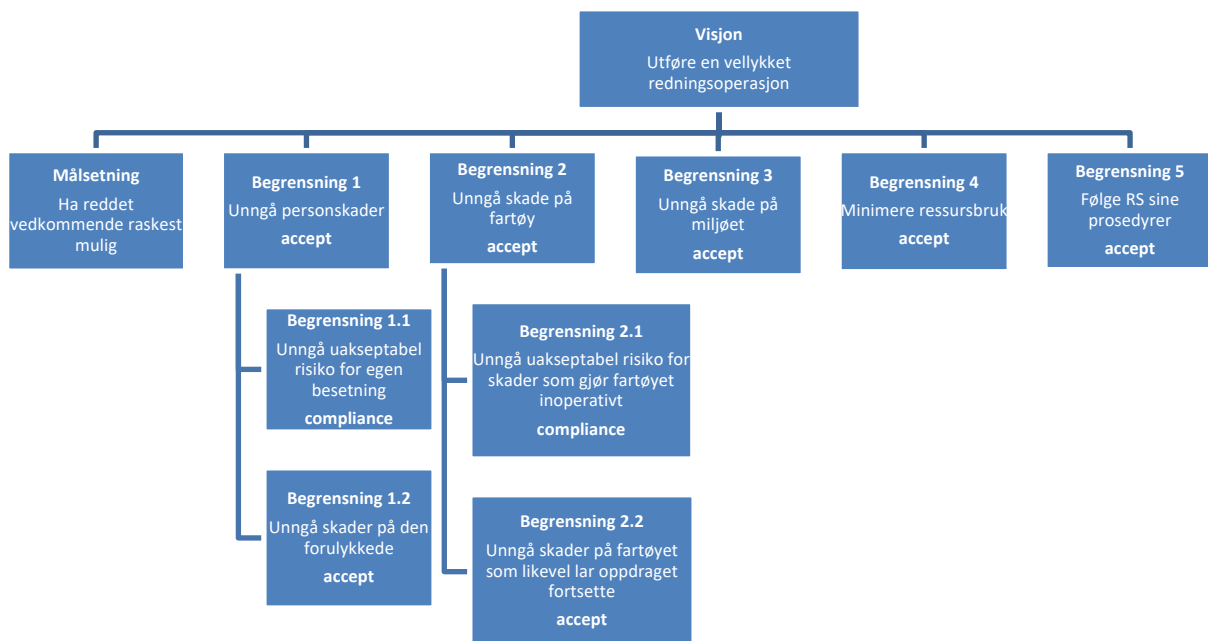 Visjon
Utføre en vellykket
redningsoperasjon
Målsetning
Ha reddet
vedkommende raskest
mulig
Begrensning 1
Unngå personskader
accept
Begrensning 2
Unngå skade på
fartøy
accept
Begrensning 3
Unngå skade på
miljøet
accept
Begrensning 4
Minimere ressursbruk
accept
Begrensning 5
Følge RS sine
prosedyrer
accept
Begrensning 1.1
Unngå uakseptabel
risiko for egen
besetning
compliance
Begrensning 2.1
Unngå uakseptabel risiko for
skader som gjør fartøyet
inoperativt
compliance
Begrensning 1.2
Unngå skader på den
forulykkede
accept
Begrensning 2.2
Unngå skader på fartøyet
som likevel lar oppdraget
fortsette
accept